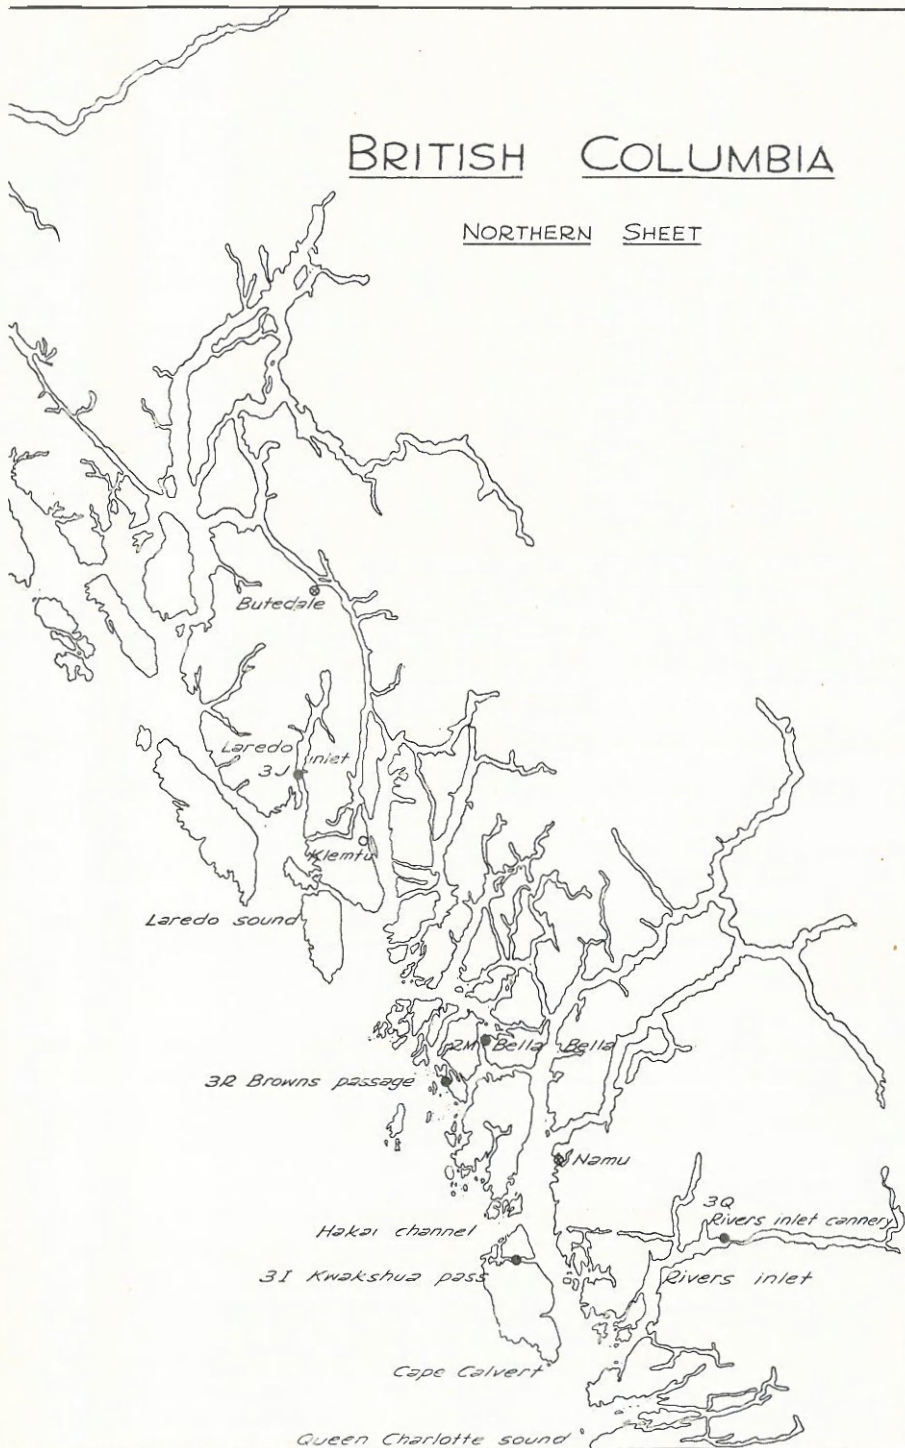 BRITISH COLUMBIA
NORTHERN SHEET
Butedale
Laredo inlet
3J
Klemtu
Laredo sound
2M Bella Bella
3R Browns passage
Namu
3Q
Rivers inlet cannery
Hakai channel
3I Kwakshua pass
Rivers inlet
Cape Calvert
Queen Charlotte sound